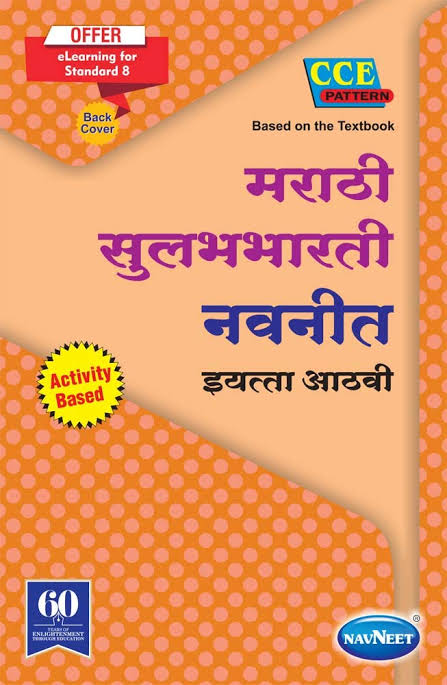 OFFER
eLearning for
Standard 8
Back
Cover
CCE
PATTERN
Based on the Textbook
मराठी
सुलभभारती
नवनीत
इयत्ता आठवी
Activity
Based
60
YEARS OF
ENLIGHTENMENT
THROUGH EDUCATION
NAVNEET
®